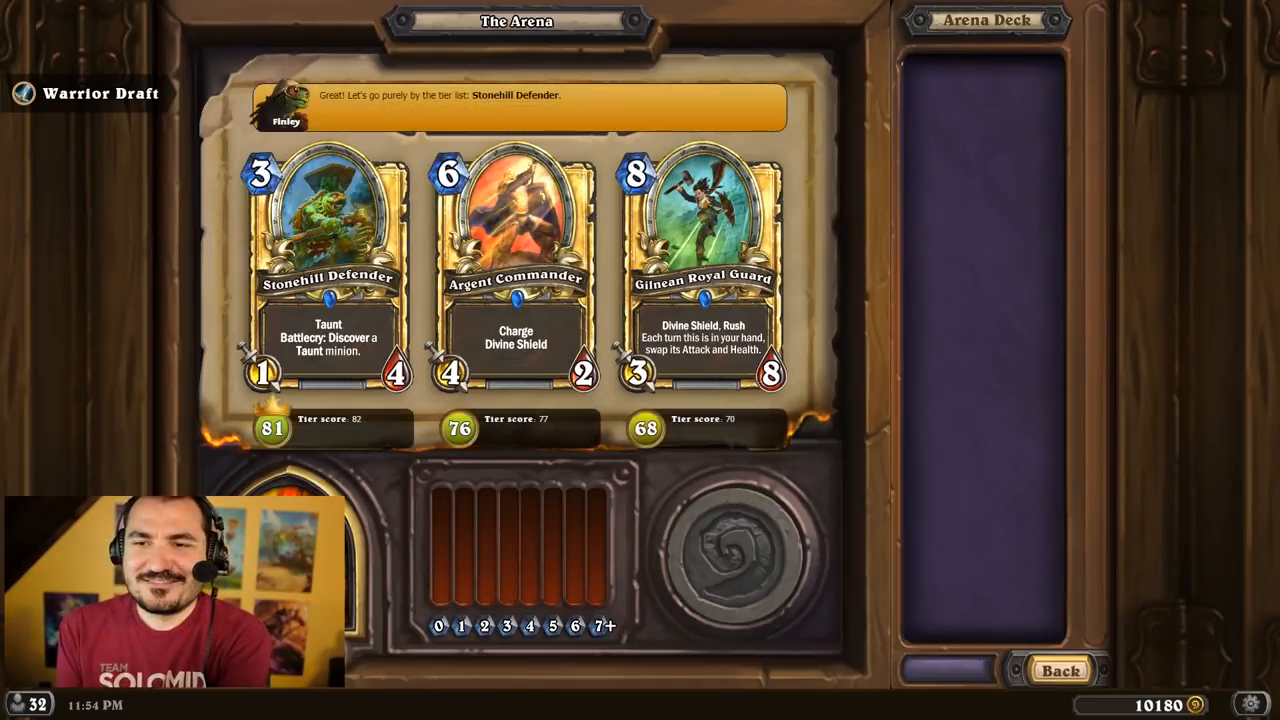 The Arena
Arena Deck
Warrior Draft
Great! Let's go purely by the tier list: Stonehill Defender.
Finley
3
6
8
Stonehill Defender
Argent Commander
Gilnean Royal Guard
Taunt
Battlecry: Discover a
Taunt minion.
Charge
Divine Shield
Divine Shield, Rush
Each turn this is in your hand,
swap its Attack and Health.
1
4
4
2
3
8
81
Tier score: 82
76
Tier score: 77
68
Tier score: 70
0 1 2 3 4 5 6 7+
TEAM
SOLOMID
Back
32
11:54 PM
10180